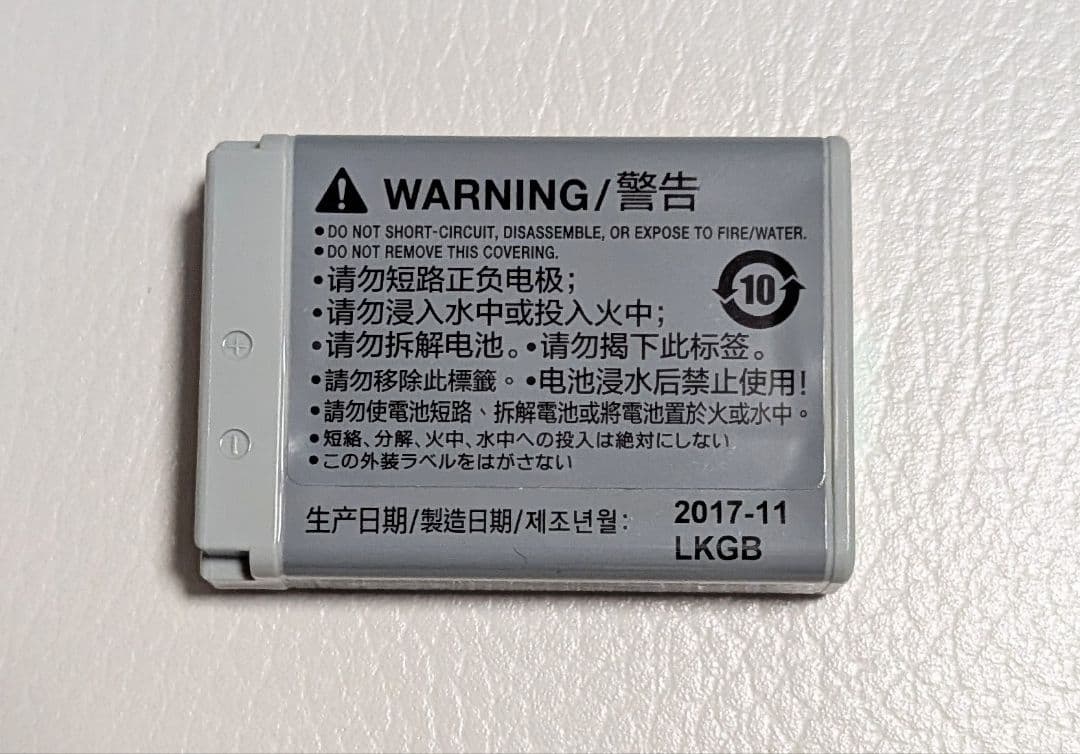 WARNING/警告
•DO NOT SHORT-CIRCUIT, DISASSEMBLE, OR EXPOSE TO FIRE/WATER.
•DO NOT REMOVE THIS COVERING.
•请勿短路正负电极;
•请勿浸入水中或投入火中;
10
•请勿拆解电池。•请勿揭下此标签。
•請勿移除此標籤。•电池浸水后禁止使用!
•請勿使電池短路、拆解電池或將電池置於火或水中。
•短絡、分解、火中、水中への投入は絶対にしない
•この外装ラベルをはがさない
生产日期/製造日期/제조년월: 2017-11
LKGB